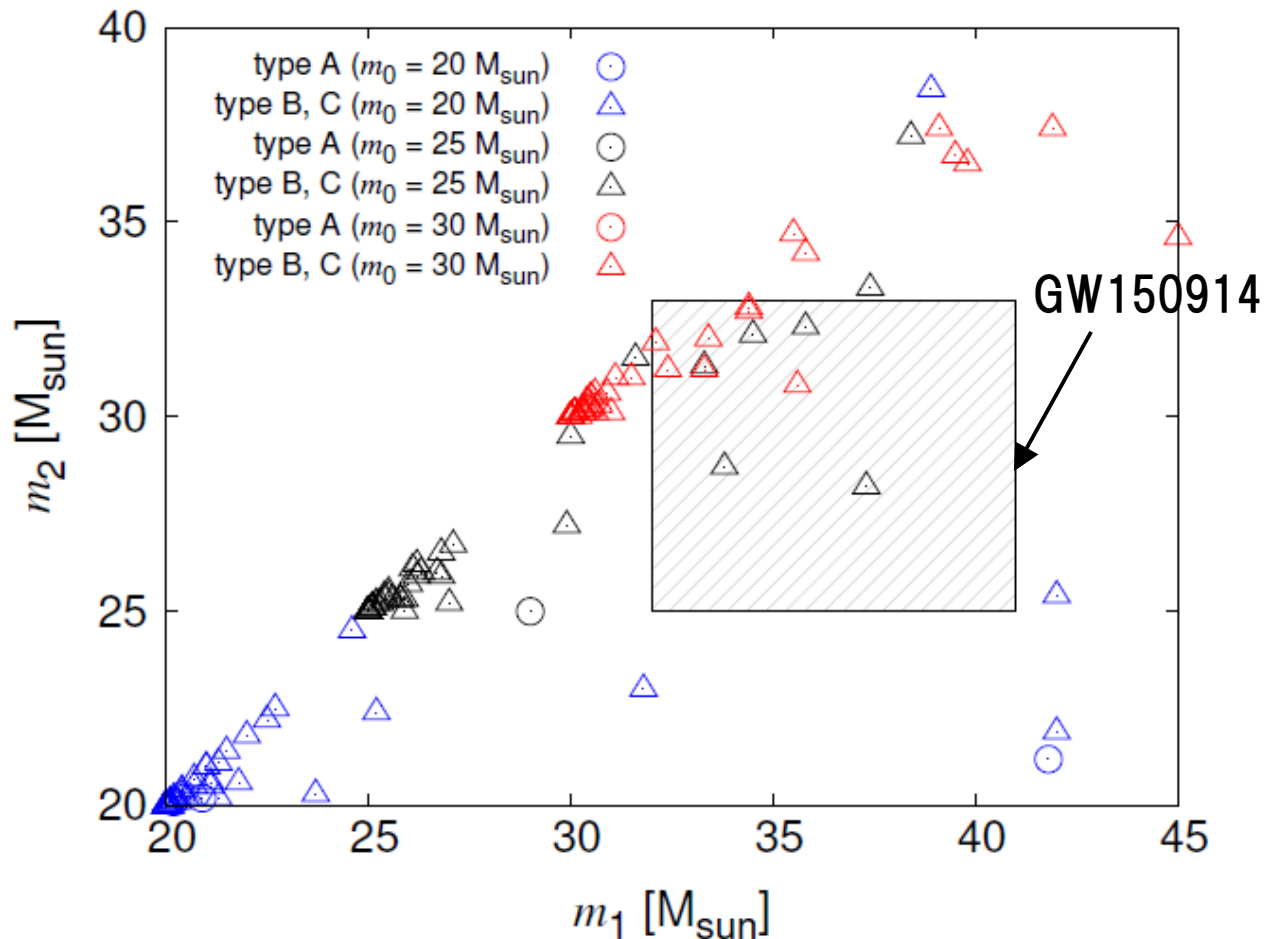 40
type A (m0 = 20 Msun)
type B, C (m0 = 20 Msun)
type A (m0 = 25 Msun)
type B, C (m0 = 25 Msun)
type A (m0 = 30 Msun)
type B, C (m0 = 30 Msun)
35
GW150914
m2 [Msun]
30
25
20
20 25 30 35 40 45
m1 [Msun]